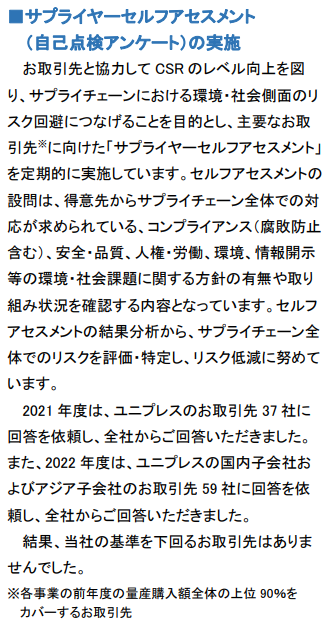 ■サプライヤーセルフアセスメント
（自己点検アンケート）の実施
お取引先と協力して CSR のレベル向上を図
り、サプライチェーンにおける環境・社会側面のリ
スク回避につなげることを目的とし、主要なお取
引先※に向けた「サプライヤーセルフアセスメント」
を定期的に実施しています。セルフアセスメントの
設問は、得意先からサプライチェーン全体での対
応が求められている、コンプライアンス（腐敗防止
含む）、安全・品質、人権・労働、環境、情報開示
等の環境・社会課題に関する方針の有無や取り
組み状況を確認する内容となっています。セルフ
アセスメントの結果分析から、サプライチェーン全
体でのリスクを評価・特定し、リスク低減に努めて
います。
2021 年度は、ユニプレスのお取引先 37 社に
回答を依頼し、全社からご回答いただきました。
また、2022 年度は、ユニプレスの国内子会社お
よびアジア子会社のお取引先 59 社に回答を依
頼し、全社からご回答いただきました。
結果、当社の基準を下回るお取引先はありま
せんでした。
※各事業の前年度の量産購入額全体の上位 90％を
カバーするお取引先